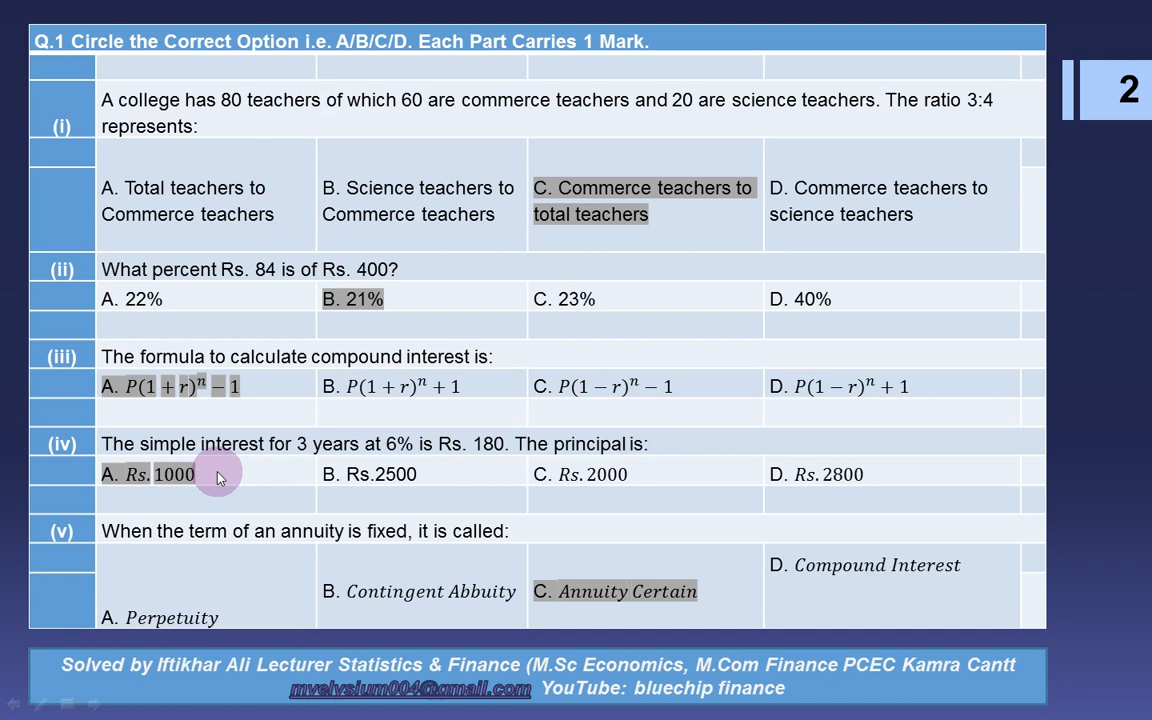 Q.1 Circle the Correct Option i.e. A/B/C/D. Each Part Carries 1 Mark.
2
(i)
A college has 80 teachers of which 60 are commerce teachers and 20 are science teachers. The ratio 3:4
represents:
A. Total teachers to
Commerce teachers
B. Science teachers to
Commerce teachers
C. Commerce teachers to
total teachers
D. Commerce teachers to
science teachers
(ii) What percent Rs. 84 is of Rs. 400?
A. 22% B. 21% C. 23% D. 40%
(iii) The formula to calculate compound interest is:
A. P(1 + r)ⁿ − 1 B. P(1 + r)ⁿ + 1 C. P(1 − r)ⁿ − 1 D. P(1 − r)ⁿ + 1
(iv) The simple interest for 3 years at 6% is Rs. 180. The principal is:
A. Rs. 1000 B. Rs.2500 C. Rs. 2000 D. Rs. 2800
(v) When the term of an annuity is fixed, it is called:
A. Perpetuity
B. Contingent Abbuity
C. Annuity Certain
D. Compound Interest
Solved by Iftikhar Ali Lecturer Statistics & Finance (M.Sc Economics, M.Com Finance PCEC Kamra Cantt
myelysium004@gmail.com YouTube: bluechip finance